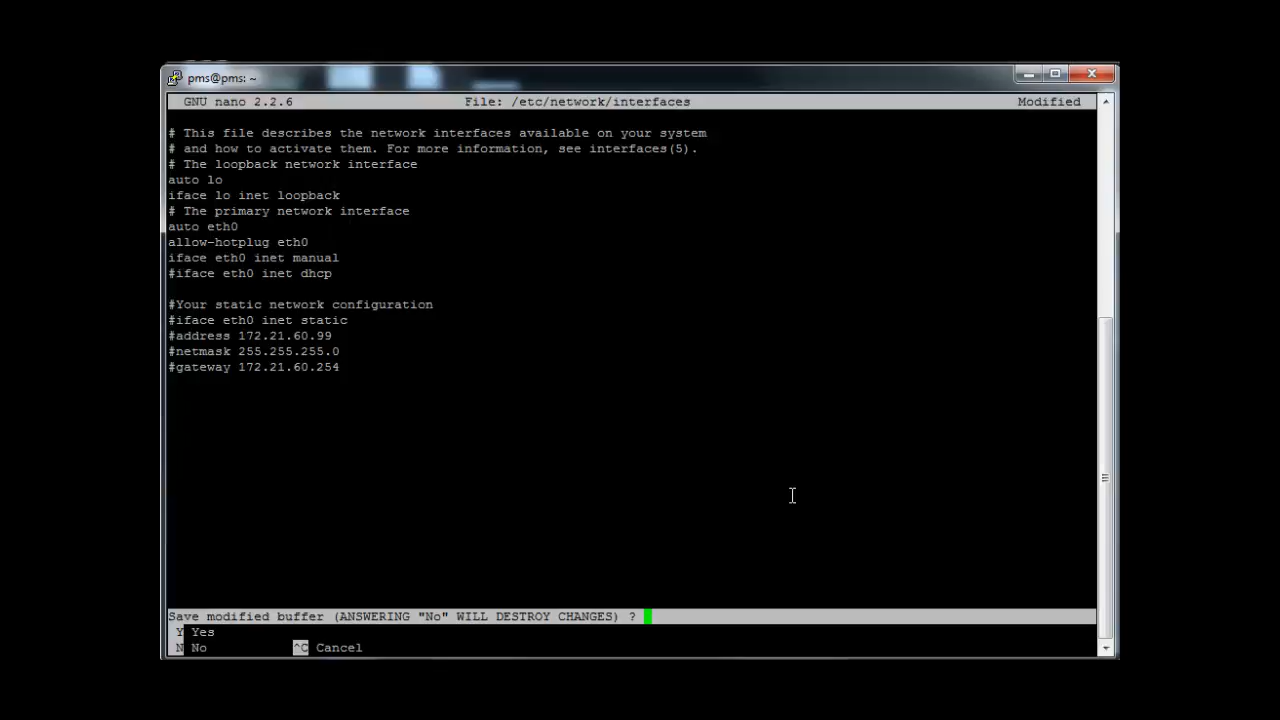 pms@pms: ~
GNU nano 2.2.6 File: /etc/network/interfaces Modified
# This file describes the network interfaces available on your system
# and how to activate them. For more information, see interfaces(5).
# The loopback network interface
auto lo
iface lo inet loopback
# The primary network interface
auto eth0
allow-hotplug eth0
iface eth0 inet manual
#iface eth0 inet dhcp
#Your static network configuration
#iface eth0 inet static
#address 172.21.60.99
#netmask 255.255.255.0
#gateway 172.21.60.254
Save modified buffer (ANSWERING "No" WILL DESTROY CHANGES) ?
Y Yes
N No ^C Cancel